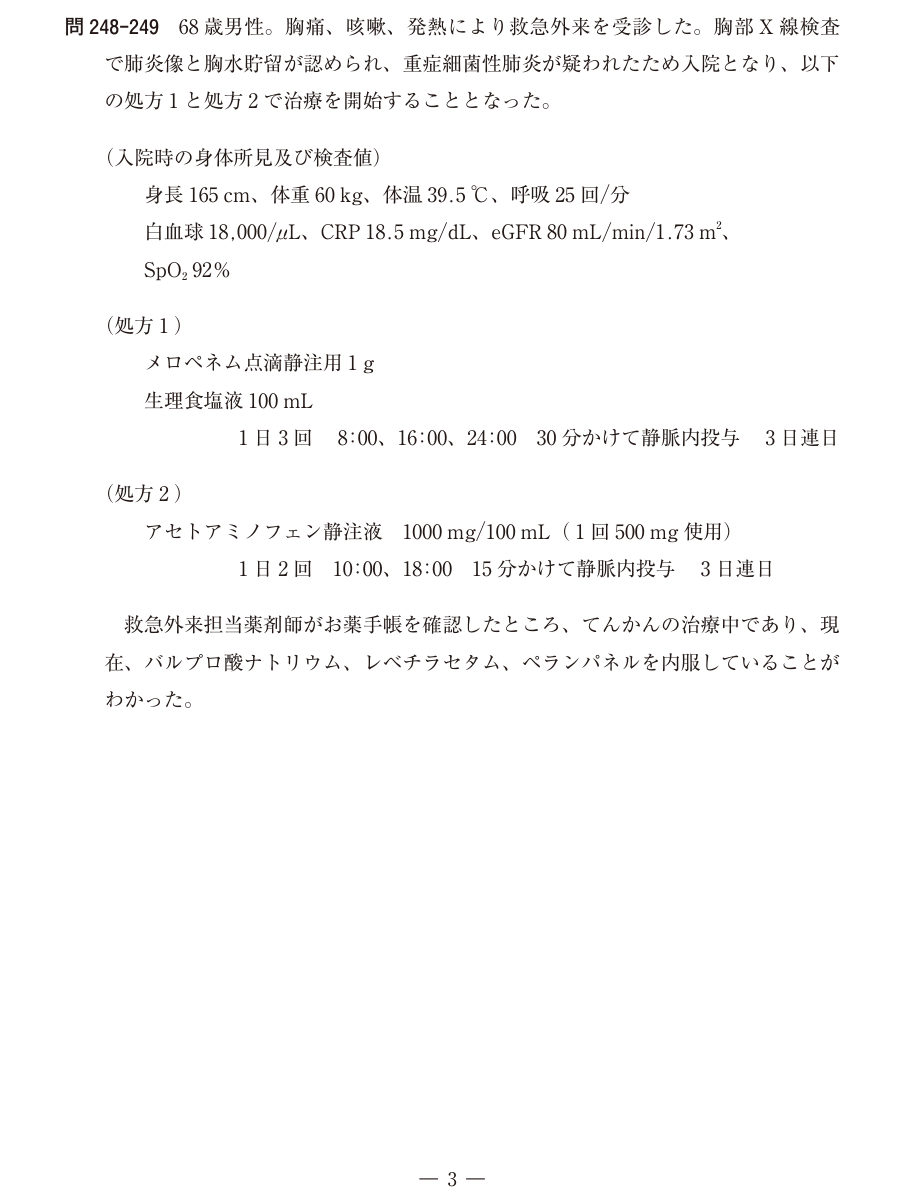 問 248-249　68 歳男性。胸痛、咳嗽、発熱により救急外来を受診した。胸部 X 線検査
で肺炎像と胸水貯留が認められ、重症細菌性肺炎が疑われたため入院となり、以下
の処方 1 と処方 2 で治療を開始することとなった。
（入院時の身体所見及び検査値）
身長 165 cm、体重 60 kg、体温 39.5 ℃、呼吸 25 回/分
白血球 18,000/μL、CRP 18.5 mg/dL、eGFR 80 mL/min/1.73 m²、
SpO₂ 92%
（処方 1 ）
メロペネム点滴静注用 1 g
生理食塩液 100 mL
1 日 3 回　8:00、16:00、24:00　30 分かけて静脈内投与　3 日連日
（処方 2 ）
アセトアミノフェン静注液　1000 mg/100 mL（ 1 回 500 mg 使用）
1 日 2 回　10:00、18:00　15 分かけて静脈内投与　3 日連日
救急外来担当薬剤師がお薬手帳を確認したところ、てんかんの治療中であり、現
在、バルプロ酸ナトリウム、レベチラセタム、ペランパネルを内服していることが
わかった。
— 3 —